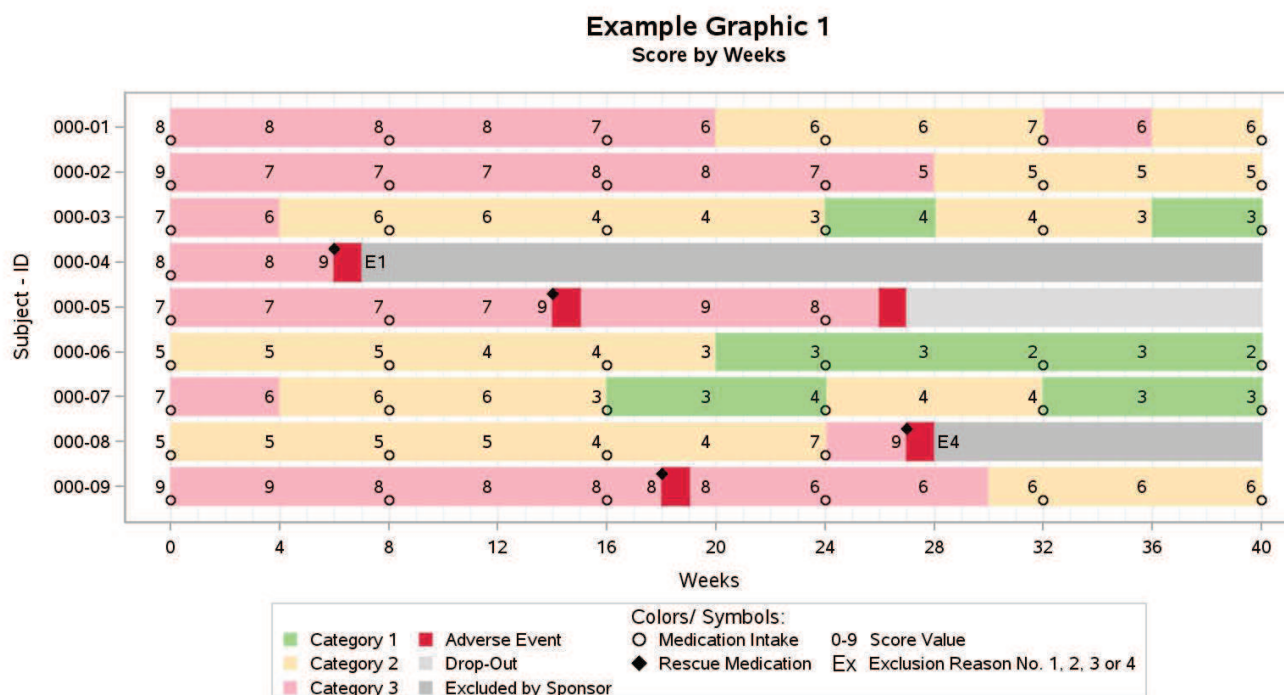 Example Graphic 1
Score by Weeks
000-01 8 8 8 8 7 6 6 6 7 6 6
000-02 9 7 7 7 8 8 7 5 5 5 5
000-03 7 6 6 6 4 4 3 4 4 3 3
000-04 8 8 9 E1
000-05 7 7 7 7 9 9 8
000-06 5 5 5 4 4 3 3 3 2 3 2
000-07 7 6 6 6 3 3 4 4 4 3 3
000-08 5 5 5 5 4 4 7 9 E4
000-09 9 9 8 8 8 8 8 6 6 6 6 6
Subject - ID
0 4 8 12 16 20 24 28 32 36 40
Weeks
Colors/ Symbols:
Category 1 Adverse Event Medication Intake 0-9 Score Value
Category 2 Drop-Out Rescue Medication Ex Exclusion Reason No. 1, 2, 3 or 4
Category 3 Excluded by Sponsor